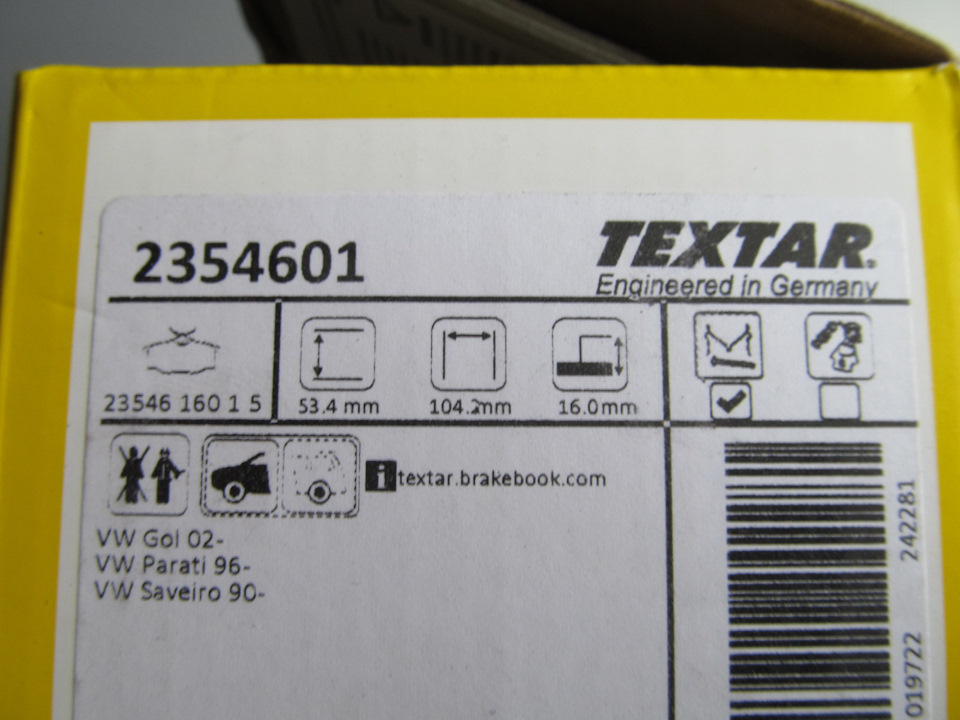 2354601
TEXTAR
Engineered in Germany
23546 160 1 5
53.4 mm
104.2mm
16.0mm
i textar.brakebook.com
VW Gol 02-
VW Parati 96-
VW Saveiro 90-
242281
019722